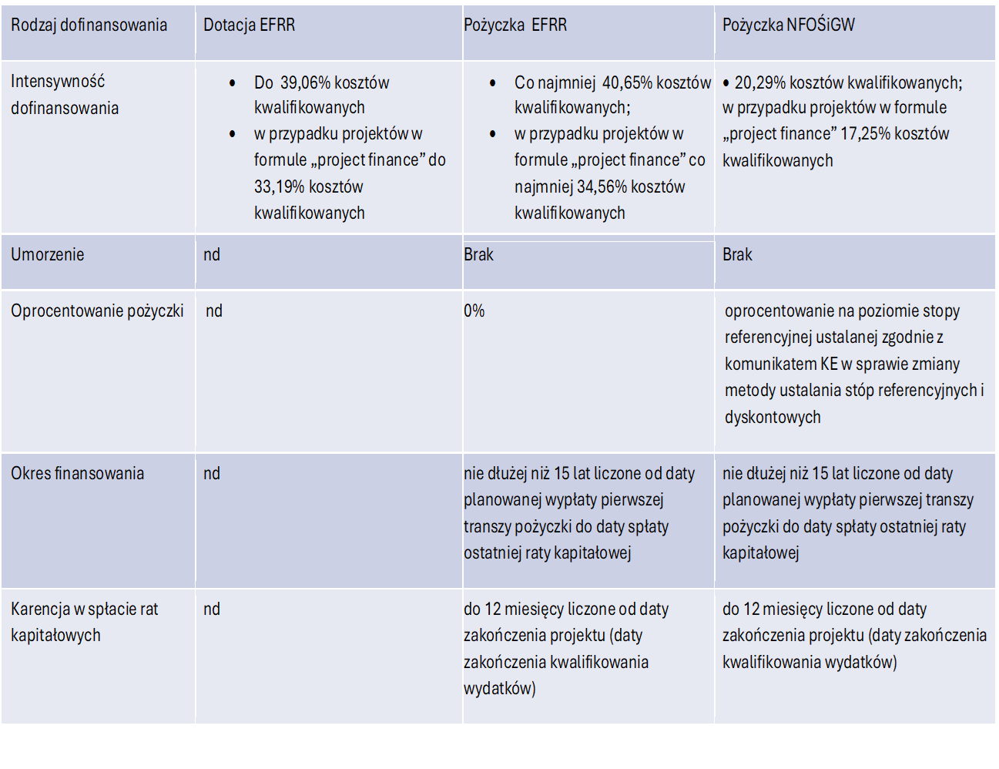 Rodzaj dofinansowania
Dotacja EFRR
Pożyczka EFRR
Pożyczka NFOŚiGW
Intensywność
dofinansowania
• Do 39,06% kosztów
kwalifikowanych
• w przypadku projektów w
formule „project finance” do
33,19% kosztów
kwalifikowanych
• Co najmniej 40,65% kosztów
kwalifikowanych;
• w przypadku projektów w
formule „project finance” co
najmniej 34,56% kosztów
kwalifikowanych
• 20,29% kosztów kwalifikowanych;
w przypadku projektów w formule
„project finance” 17,25% kosztów
kwalifikowanych
Umorzenie
nd
Brak
Brak
Oprocentowanie pożyczki
nd
0%
oprocentowanie na poziomie stopy
referencyjnej ustalanej zgodnie z
komunikatem KE w sprawie zmiany
metody ustalania stóp referencyjnych i
dyskontowych
Okres finansowania
nd
nie dłużej niż 15 lat liczone od daty
planowanej wypłaty pierwszej
transzy pożyczki do daty spłaty
ostatniej raty kapitałowej
nie dłużej niż 15 lat liczone od daty
planowanej wypłaty pierwszej transzy
pożyczki do daty spłaty ostatniej raty
kapitałowej
Karencja w spłacie rat
kapitałowych
nd
do 12 miesięcy liczone od daty
zakończenia projektu (daty
zakończenia kwalifikowania
wydatków)
do 12 miesięcy liczone od daty
zakończenia projektu (daty zakończenia
kwalifikowania wydatków)